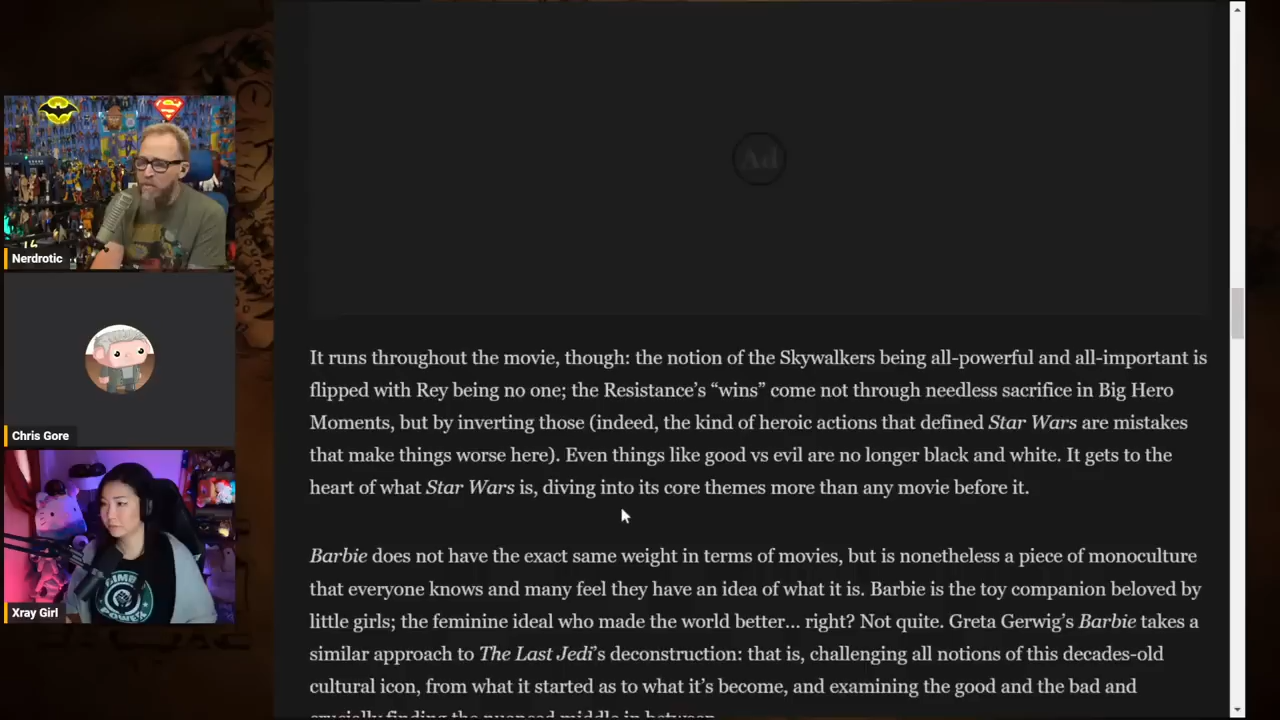 Ad
Nerdrotic
Chris Gore
Xray Girl
It runs throughout the movie, though: the notion of the Skywalkers being all-powerful and all-important is
flipped with Rey being no one; the Resistance’s “wins” come not through needless sacrifice in Big Hero
Moments, but by inverting those (indeed, the kind of heroic actions that defined Star Wars are mistakes
that make things worse here). Even things like good vs evil are no longer black and white. It gets to the
heart of what Star Wars is, diving into its core themes more than any movie before it.
Barbie does not have the exact same weight in terms of movies, but is nonetheless a piece of monoculture
that everyone knows and many feel they have an idea of what it is. Barbie is the toy companion beloved by
little girls; the feminine ideal who made the world better... right? Not quite. Greta Gerwig’s Barbie takes a
similar approach to The Last Jedi’s deconstruction: that is, challenging all notions of this decades-old
cultural icon, from what it started as to what it’s become, and examining the good and the bad and
crucially finding the nuanced middle in between.